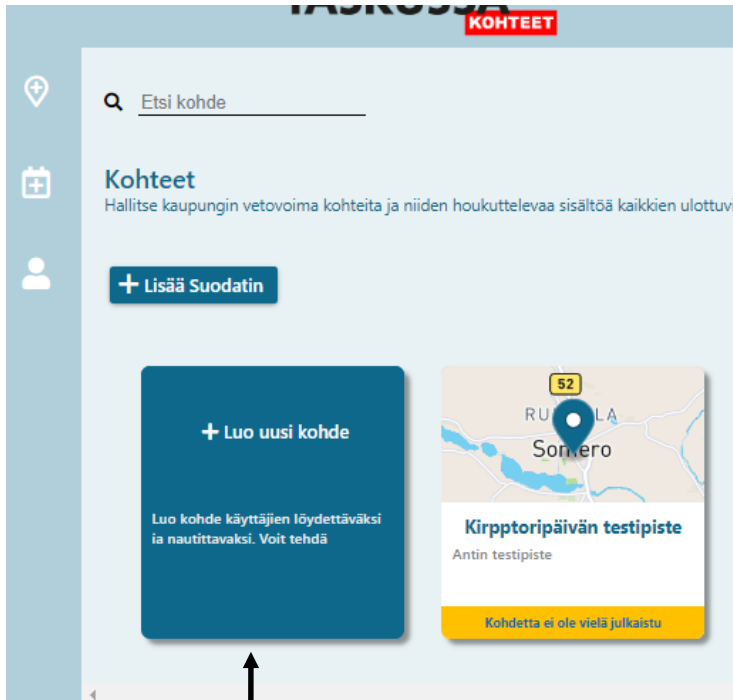 KOHTEET
Etsi kohde
Kohteet
Hallitse kaupungin vetovoima kohteita ja niiden houkuttelevaa sisältöä kaikkien
Lisää Suodatin
Luo uusi kohde
Luo kohde käyttäjien löydettäväksi
ja nautittavaksi. Voit tehdä
52
Somero
Kirpptoripäivän testipiste
Antin testipiste
Kohdetta ei ole vielä julkaistu